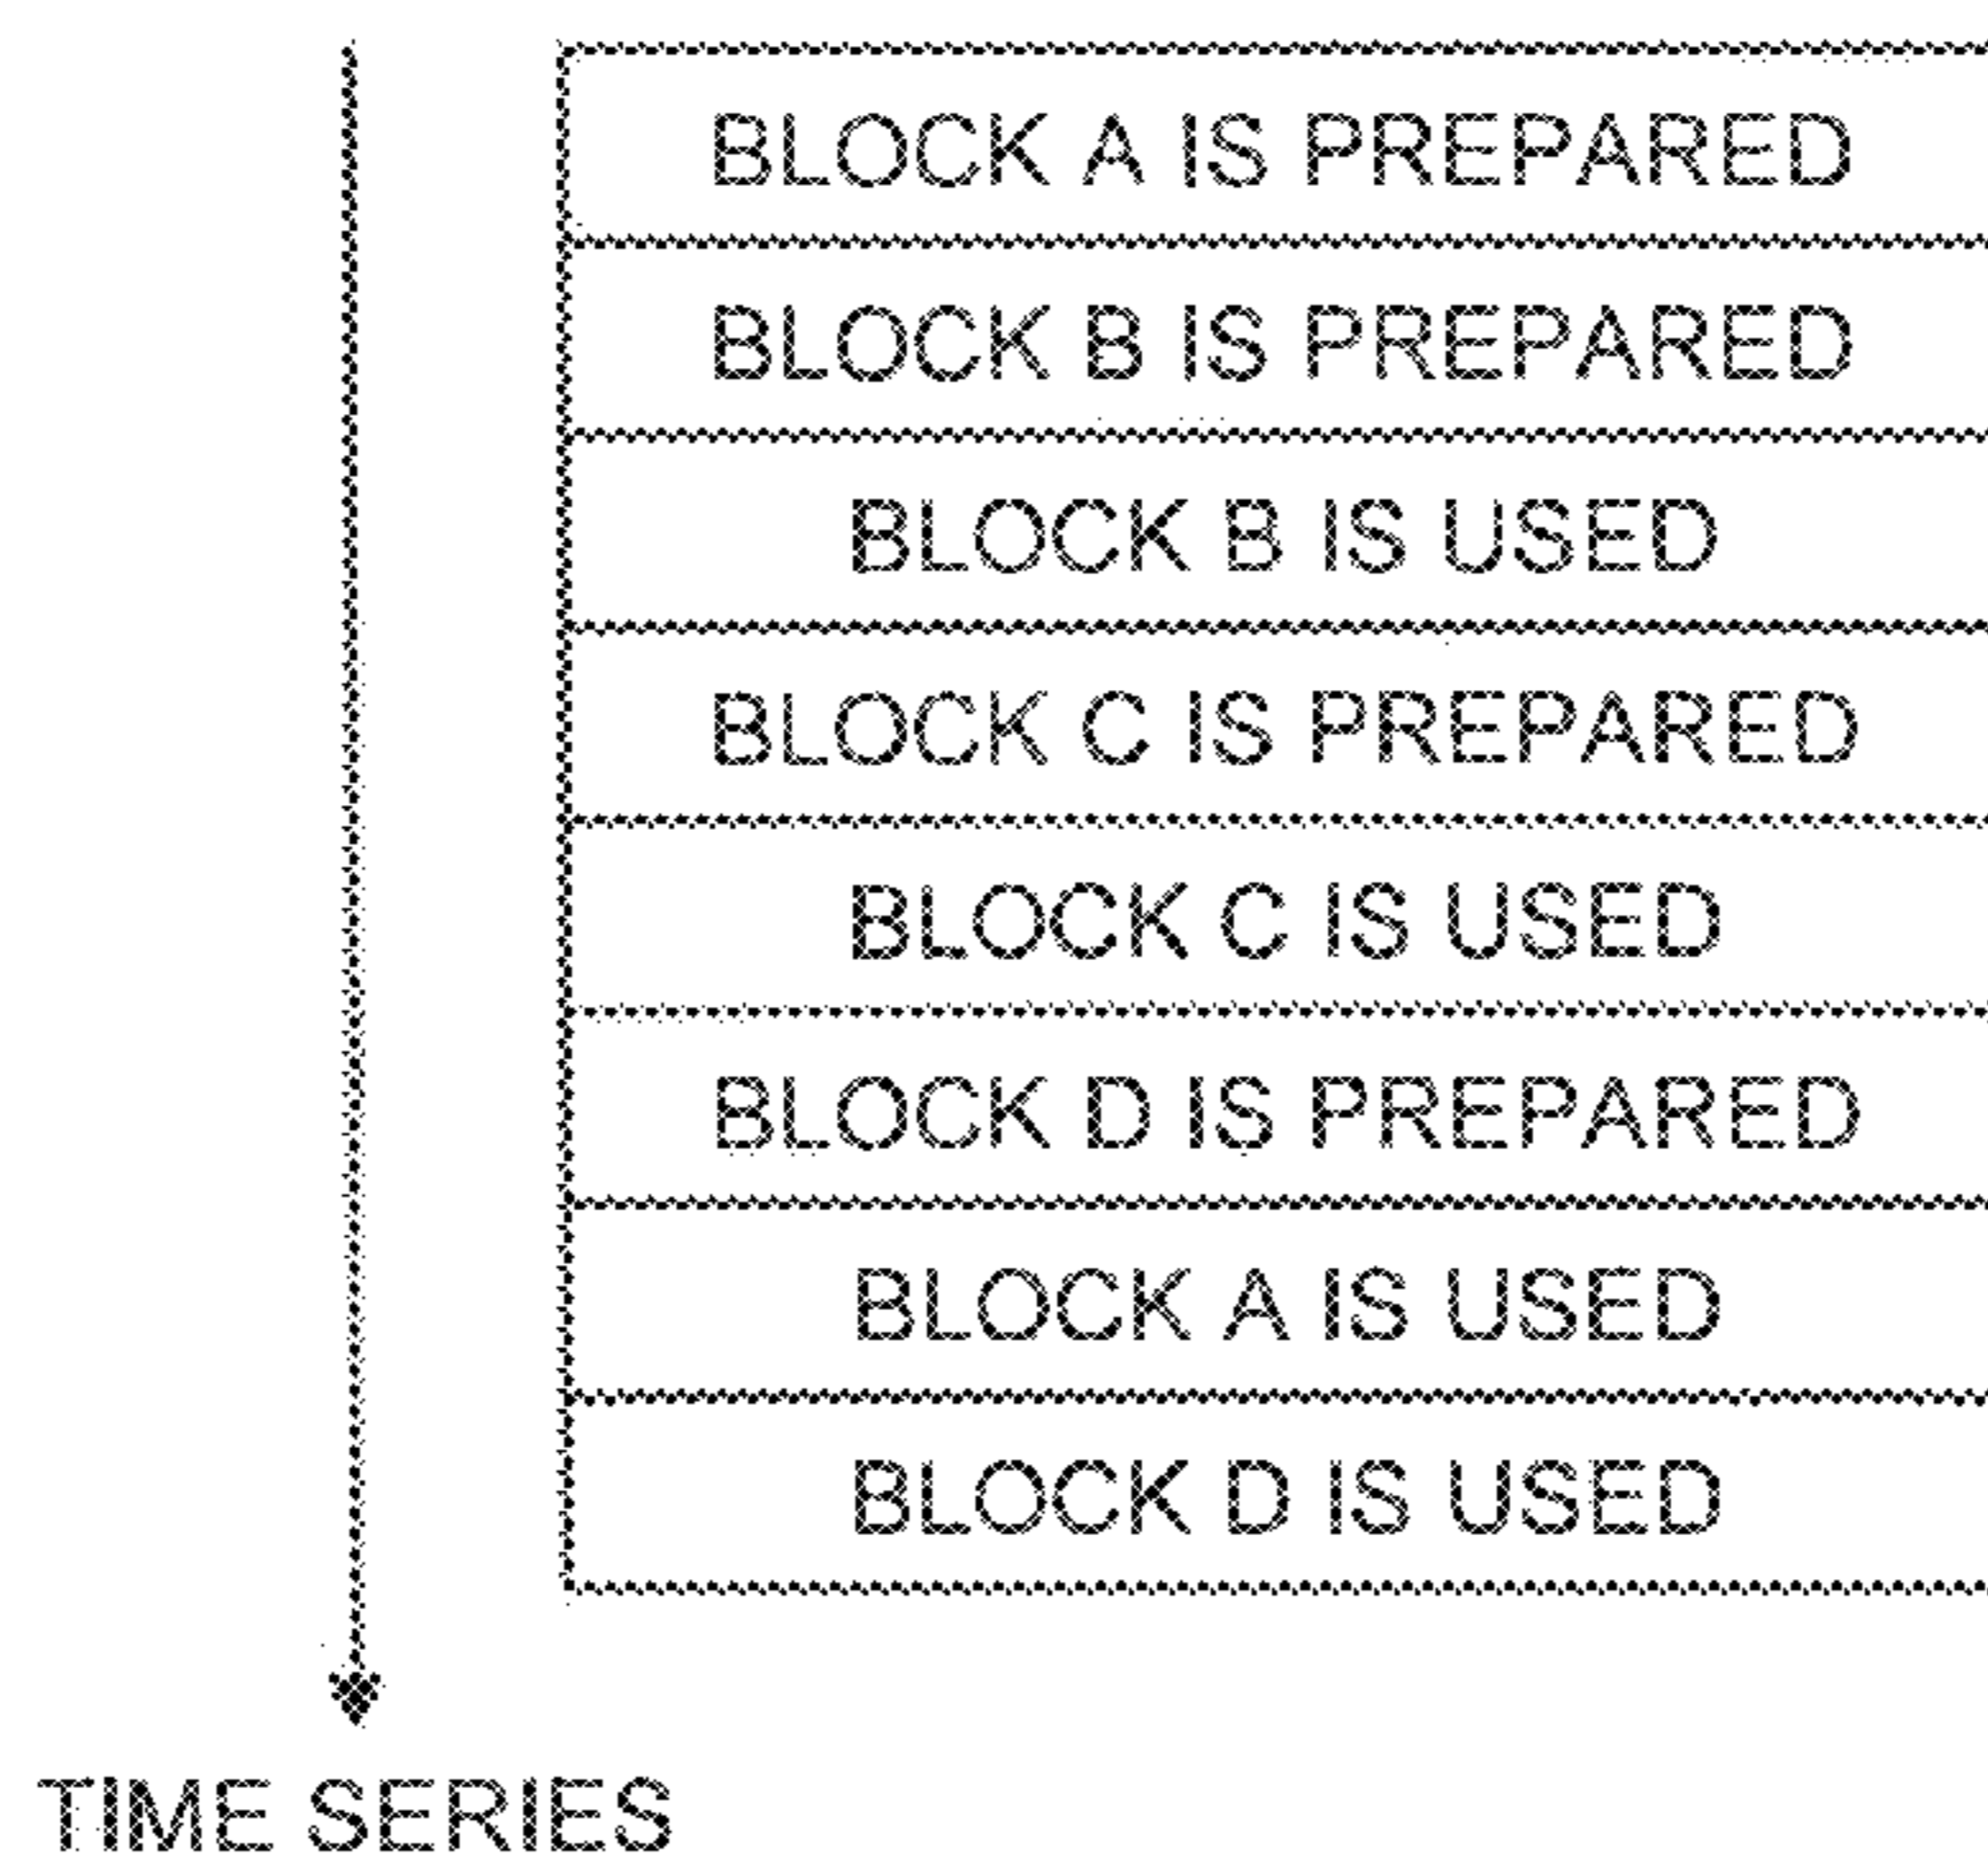 BLOCK A IS PREPARED
BLOCK B IS PREPARED
BLOCK B IS USED
BLOCK C IS PREPARED
BLOCK C IS USED
BLOCK D IS PREPARED
BLOCK A IS USED
BLOCK D IS USED
TIME SERIES